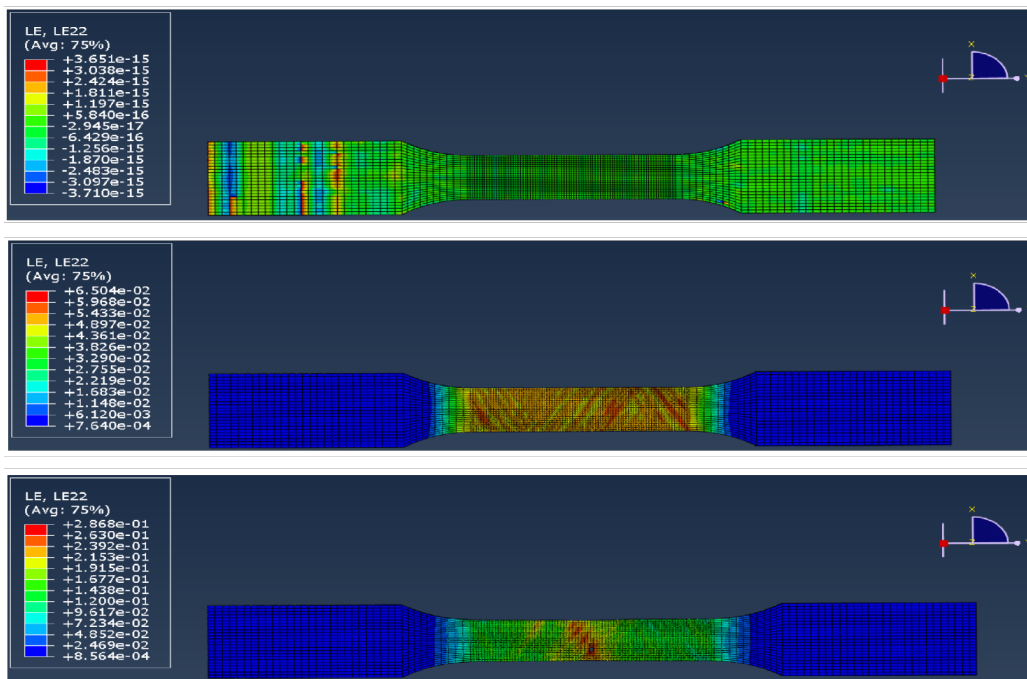 LE, LE22
(Avg: 75%)
+3.651e-15
+3.038e-15
+2.424e-15
+1.811e-15
+1.197e-15
+5.840e-16
-2.945e-17
-6.429e-16
-1.256e-15
-1.870e-15
-2.483e-15
-3.097e-15
-3.710e-15
X
Z
LE, LE22
(Avg: 75%)
+6.504e-02
+5.968e-02
+5.433e-02
+4.897e-02
+4.361e-02
+3.826e-02
+3.290e-02
+2.755e-02
+2.219e-02
+1.683e-02
+1.148e-02
+6.120e-03
+7.640e-04
X
Z
LE, LE22
(Avg: 75%)
+2.868e-01
+2.630e-01
+2.392e-01
+2.153e-01
+1.915e-01
+1.677e-01
+1.438e-01
+1.200e-01
+9.617e-02
+7.234e-02
+4.852e-02
+2.469e-02
+8.564e-04
X
Z